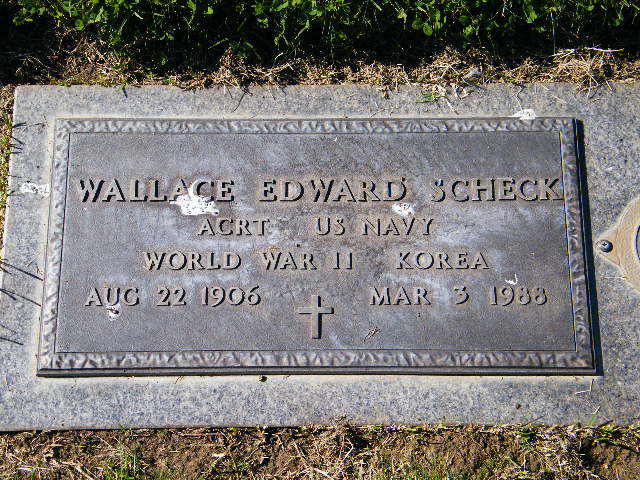 WALLACE EDWARD SCHECK
ACRT US NAVY
WORLD WAR II KOREA
AUG 22 1906 MAR 3 1988